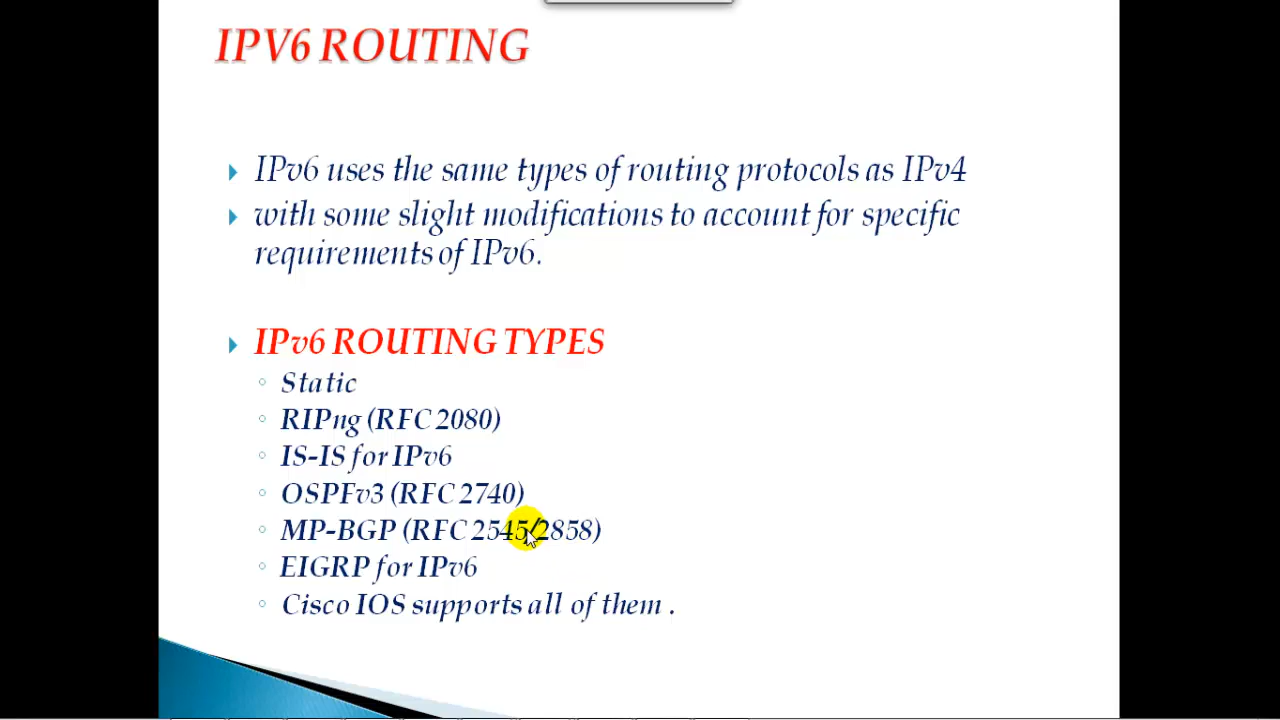 IPV6 ROUTING
IPv6 uses the same types of routing protocols as IPv4
with some slight modifications to account for specific
requirements of IPv6.
IPv6 ROUTING TYPES
Static
RIPng (RFC 2080)
IS-IS for IPv6
OSPFv3 (RFC 2740)
MP-BGP (RFC 2545/2858)
EIGRP for IPv6
Cisco IOS supports all of them .